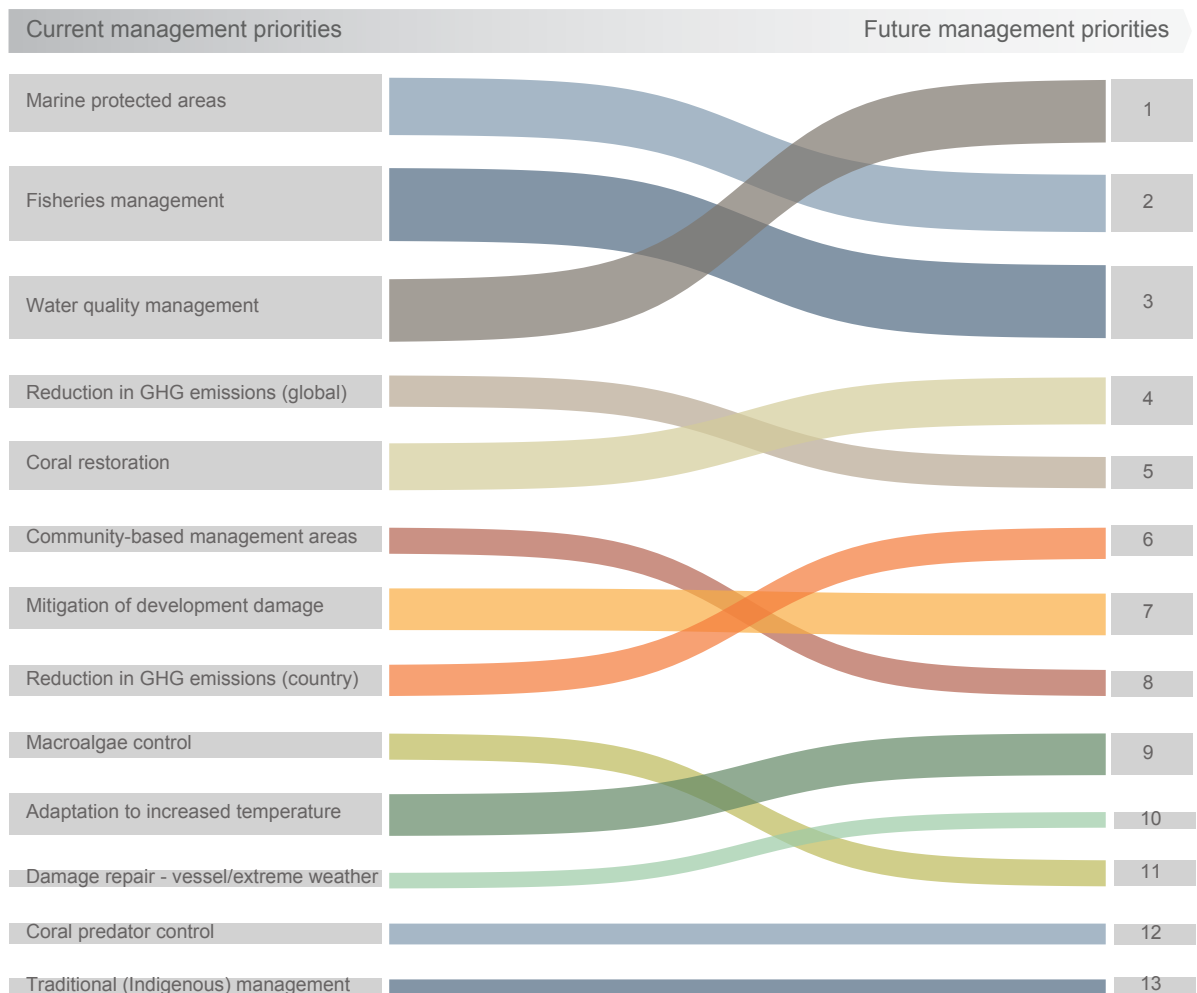 Current management priorities
Future management priorities
Marine protected areas
1
Fisheries management
2
Water quality management
3
Reduction in GHG emissions (global)
4
Coral restoration
5
Community-based management areas
6
Mitigation of development damage
7
Reduction in GHG emissions (country)
8
Macroalgae control
9
Adaptation to increased temperature
10
Damage repair - vessel/extreme weather
11
Coral predator control
12
Traditional (Indigenous) management
13